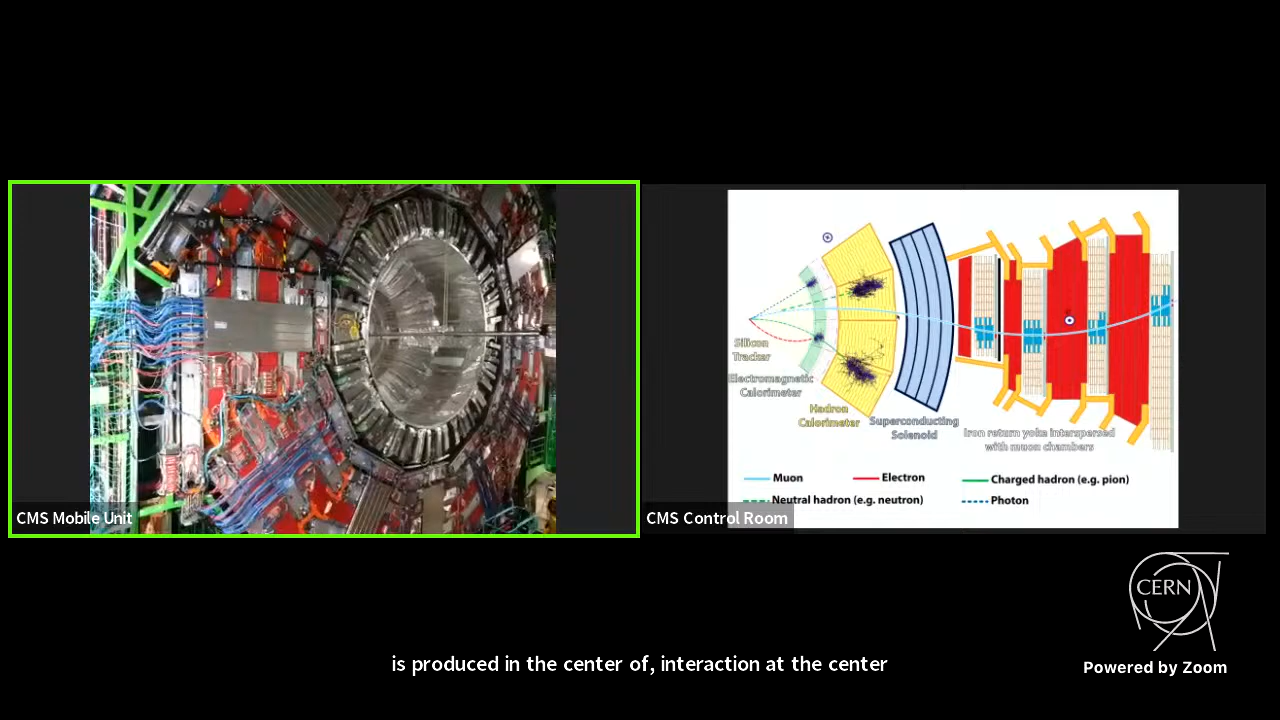 CMS Mobile Unit
Silicon
Tracker
Electromagnetic
Calorimeter
Hadron
Calorimeter
Superconducting
Solenoid
Iron return yoke interspersed
with muon chambers
Muon
Electron
Charged hadron (e.g. pion)
Neutral hadron (e.g. neutron)
Photon
CMS Control Room
CERN
is produced in the center of, interaction at the center
Powered by Zoom